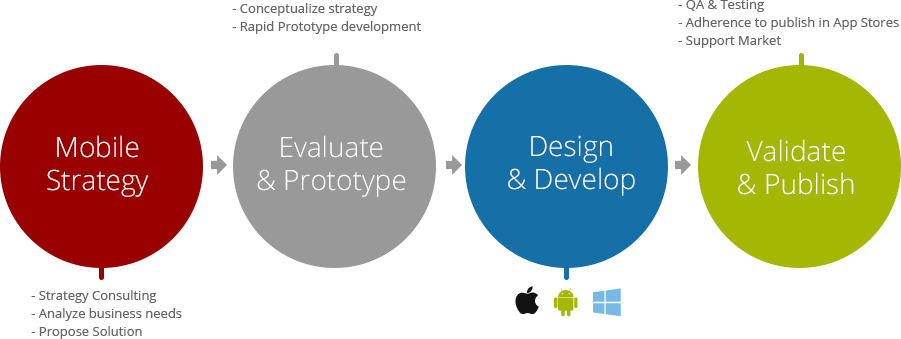 - Conceptualize strategy
- Rapid Prototype development
- QA & Testing
- Adherence to publish in App Stores
- Support Market
Mobile
Strategy
Evaluate
& Prototype
Design
& Develop
Validate
& Publish
- Strategy Consulting
- Analyze business needs
- Propose Solution